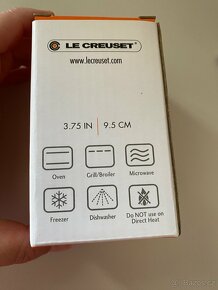 LE CREUSET
www.lecreuset.com
3.75 IN | 9.5 CM
Oven Grill/Broiler Microwave
Freezer Dishwasher Do NOT use on
Direct Heat